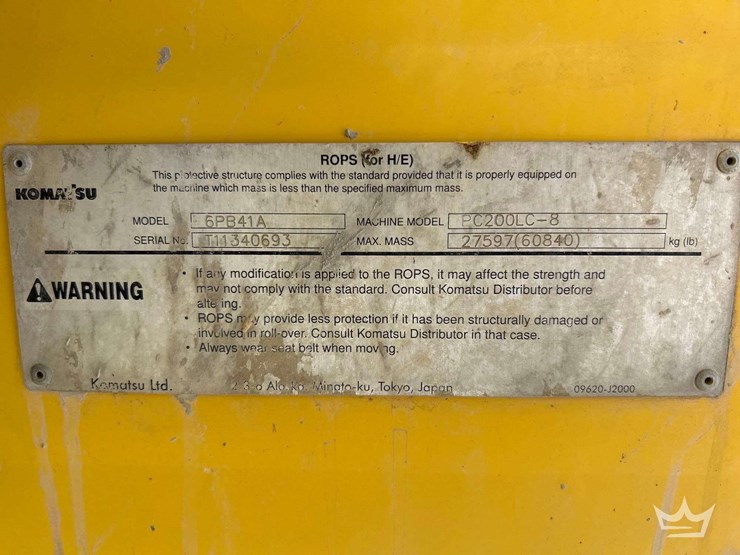 ROPS (for H/E)
This protective structure complies with the standard provided that it is properly equipped on
the machine which mass is less than the specified maximum mass.
KOMATSU
MODEL 6PB41A MACHINE MODEL PC200LC-8
SERIAL No. T11340693 MAX. MASS 27597(60840) kg (lb)
WARNING
• If any modification is applied to the ROPS, it may affect the strength and
may not comply with the standard. Consult Komatsu Distributor before
altering.
• ROPS may provide less protection if it has been structurally damaged or
involved in roll-over. Consult Komatsu Distributor in that case.
• Always wear seat belt when moving.
Komatsu Ltd. Minato-ku, Tokyo, Japan 09620-J2000